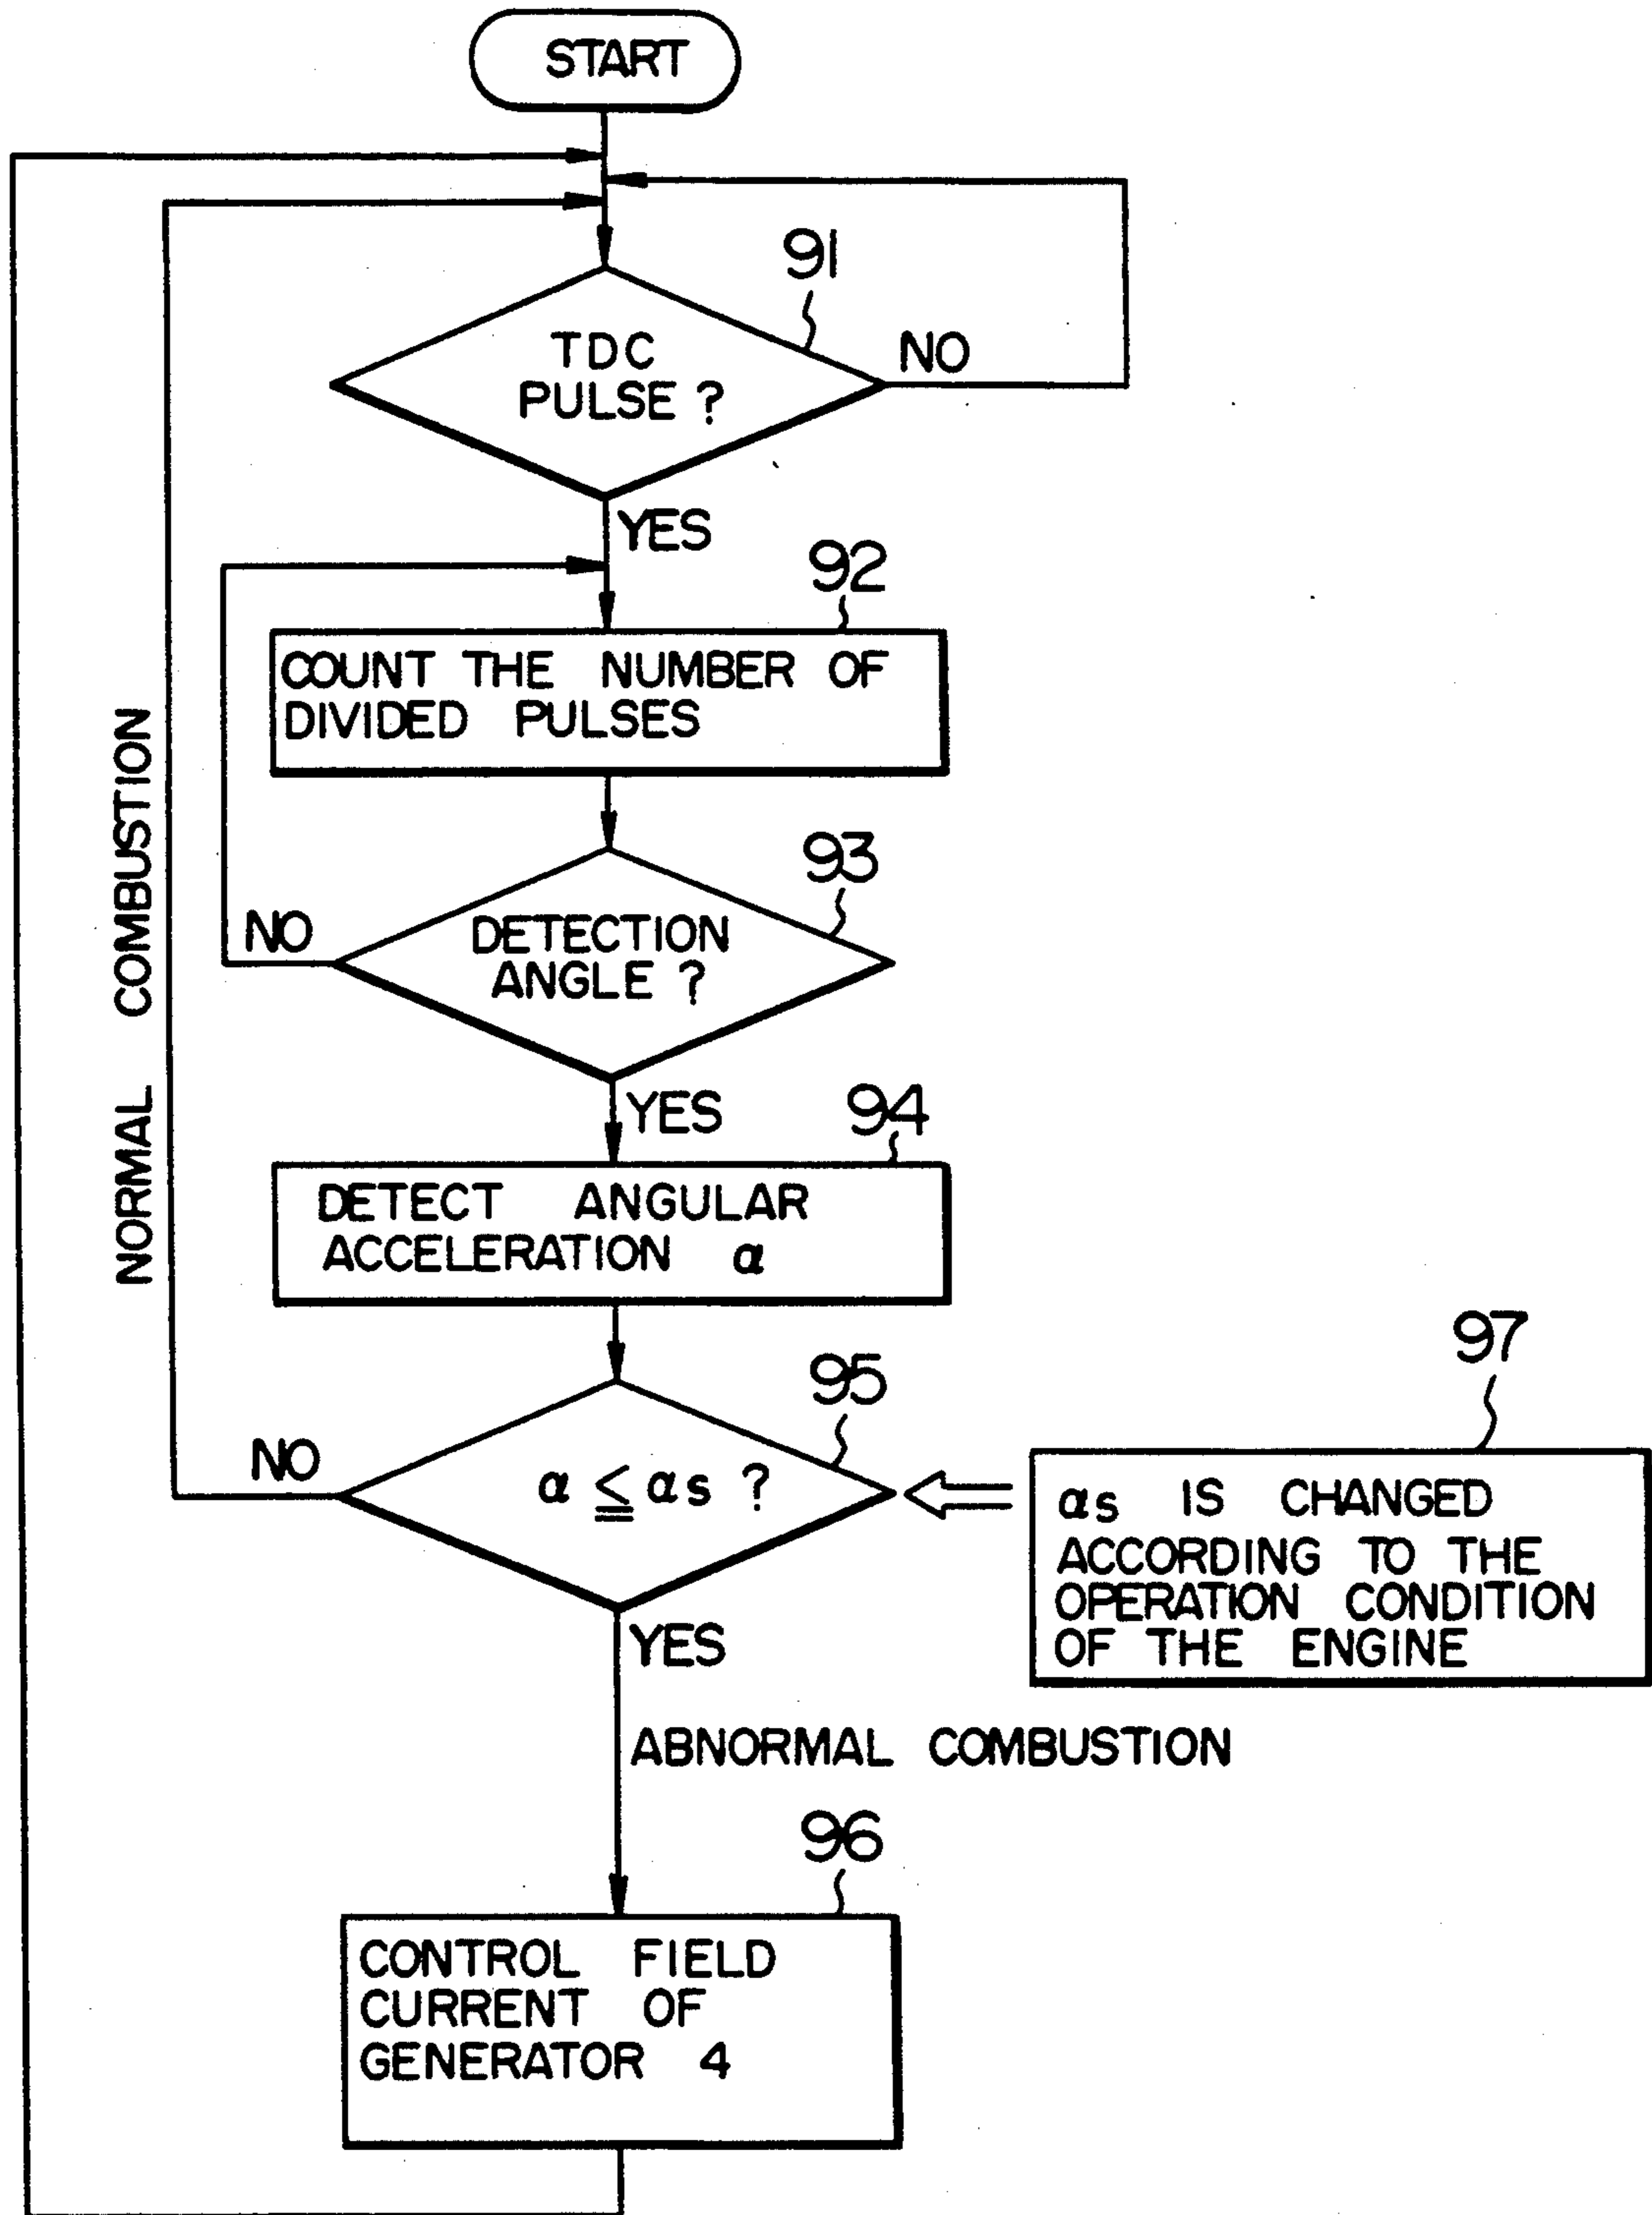 START
91
TDC
PULSE ?
NO
YES
92
COUNT THE NUMBER OF
DIVIDED PULSES
93
DETECTION
ANGLE ?
NO
YES
94
DETECT ANGULAR
ACCELERATION α
NORMAL COMBUSTION
95
α ≦ αs ?
NO
97
αs IS CHANGED
ACCORDING TO THE
OPERATION CONDITION
OF THE ENGINE
YES
ABNORMAL COMBUSTION
96
CONTROL FIELD
CURRENT OF
GENERATOR 4